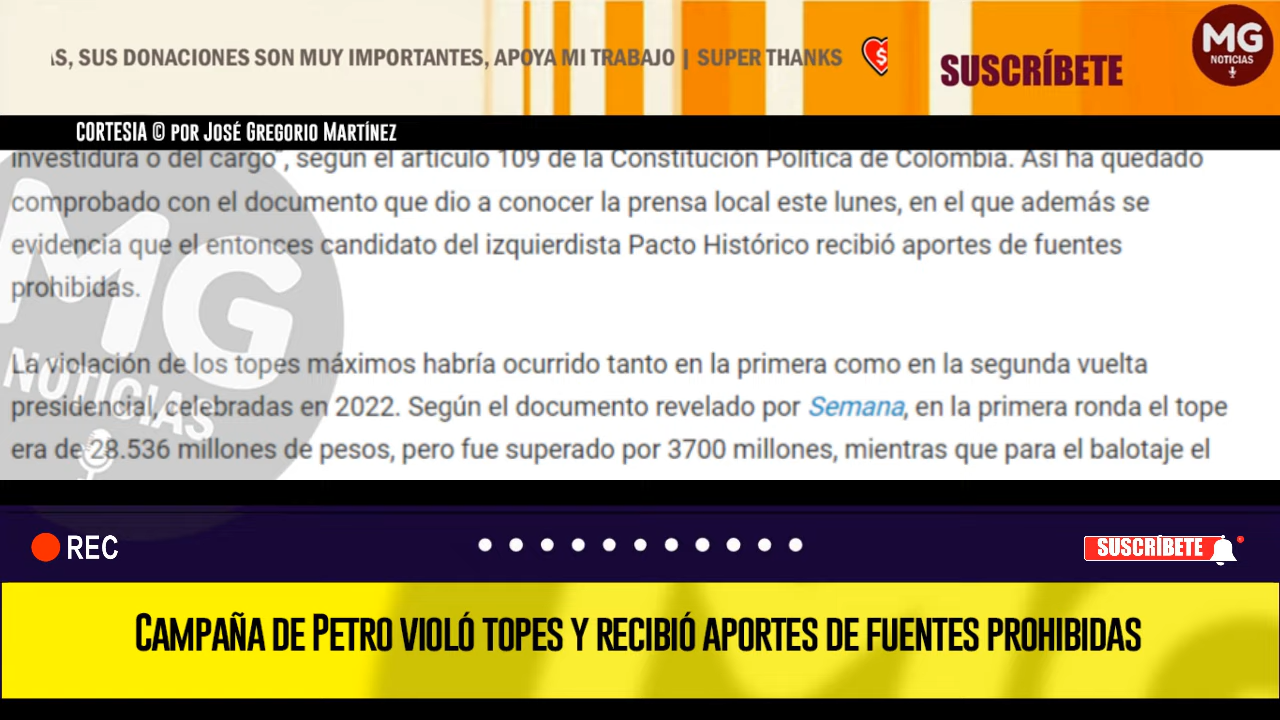 AS, SUS DONACIONES SON MUY IMPORTANTES, APOYA MI TRABAJO | SUPER THANKS
SUSCRÍBETE
MG
NOTICIAS
CORTESIA © POR JOSÉ GREGORIO MARTÍNEZ
investidura o del cargo”, según el artículo 109 de la Constitución Política de Colombia. Así ha quedado
comprobado con el documento que dio a conocer la prensa local este lunes, en el que además se
evidencia que el entonces candidato del izquierdista Pacto Histórico recibió aportes de fuentes
prohibidas.
La violación de los topes máximos habría ocurrido tanto en la primera como en la segunda vuelta
presidencial, celebradas en 2022. Según el documento revelado por Semana, en la primera ronda el tope
era de 28.536 millones de pesos, pero fue superado por 3700 millones, mientras que para el balotaje el
MG
NOTICIAS
REC
SUSCRÍBETE
CAMPAÑA DE PETRO VIOLÓ TOPES Y RECIBIÓ APORTES DE FUENTES PROHIBIDAS